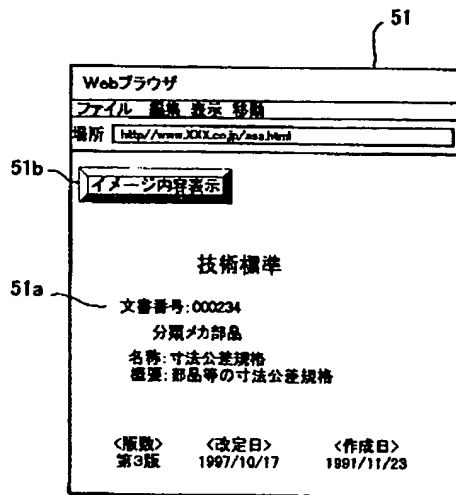 51
Webブラウザ
ファイル 編集 表示 移動
場所 http//www.XXX.co.jp/asa.html
51b
イメージ内容表示
技術標準
51a
文書番号:000234
分類メカ部品
名称:寸法公差規格
概要:部品等の寸法公差規格
<版数> <改定日> <作成日>
第3版 1997/10/17 1991/11/23